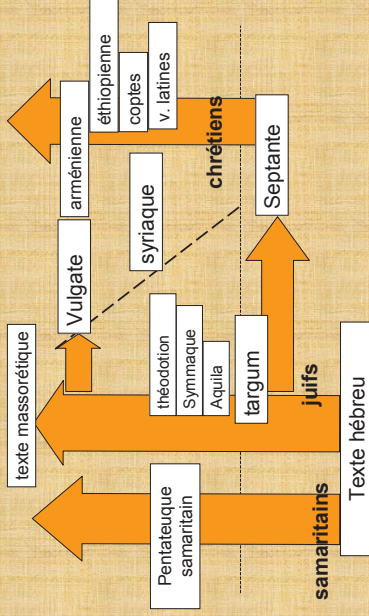 texte massorétique
Vulgate
arménienne
éthiopienne
coptes
v. latines
syriaque
chrétiens
Septante
théodotion
Symmaque
Aquila
targum
juifs
Pentateuque
samaritain
samaritains
Texte hébreu